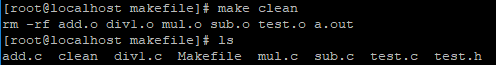 [root@localhost makefile]# make clean
rm -rf add.o div1.o mul.o sub.o test.o a.out
[root@localhost makefile]# ls
add.c  clean  div1.c  Makefile  mul.c  sub.c  test.c  test.h